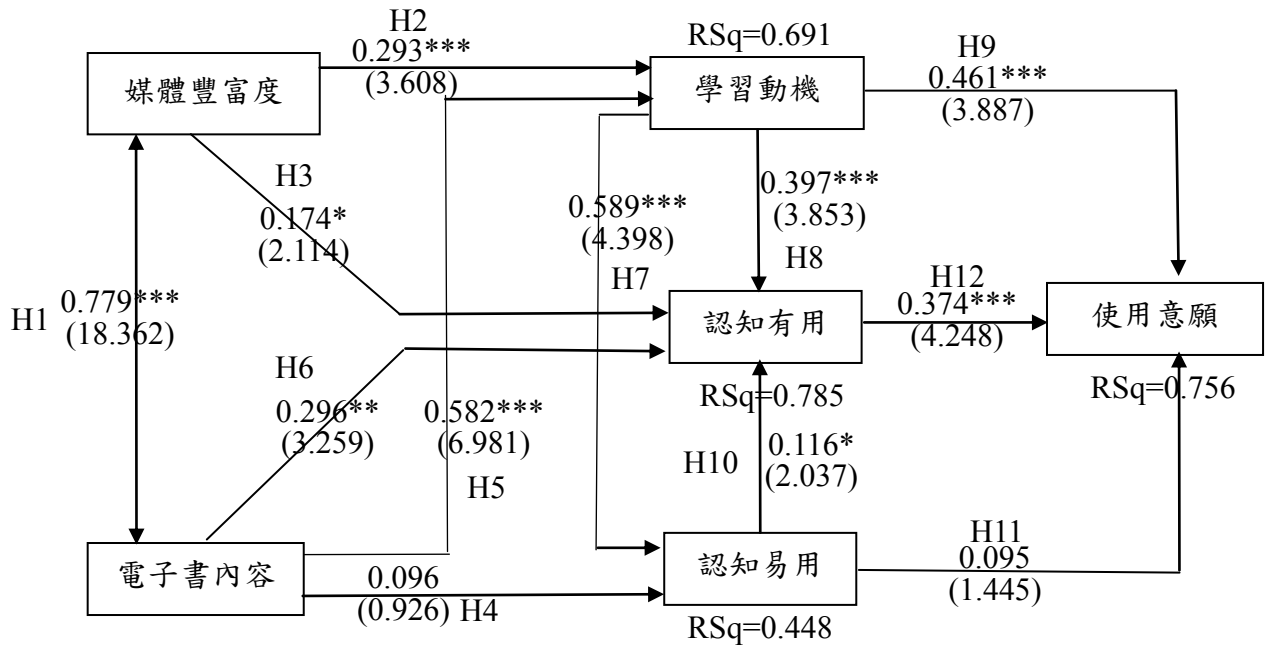 H2
0.293***
(3.608)
RSq=0.691
H9
0.461***
(3.887)
媒體豐富度
學習動機
H3
0.174*
(2.114)
0.589***
(4.398)
0.397***
(3.853)
H7
H8
H1
0.779***
(18.362)
認知有用
RSq=0.785
H12
0.374***
(4.248)
使用意願
RSq=0.756
H6
0.296**
(3.259)
0.582***
(6.981)
H5
H10
0.116*
(2.037)
電子書內容
0.096
(0.926)
H4
認知易用
RSq=0.448
H11
0.095
(1.445)